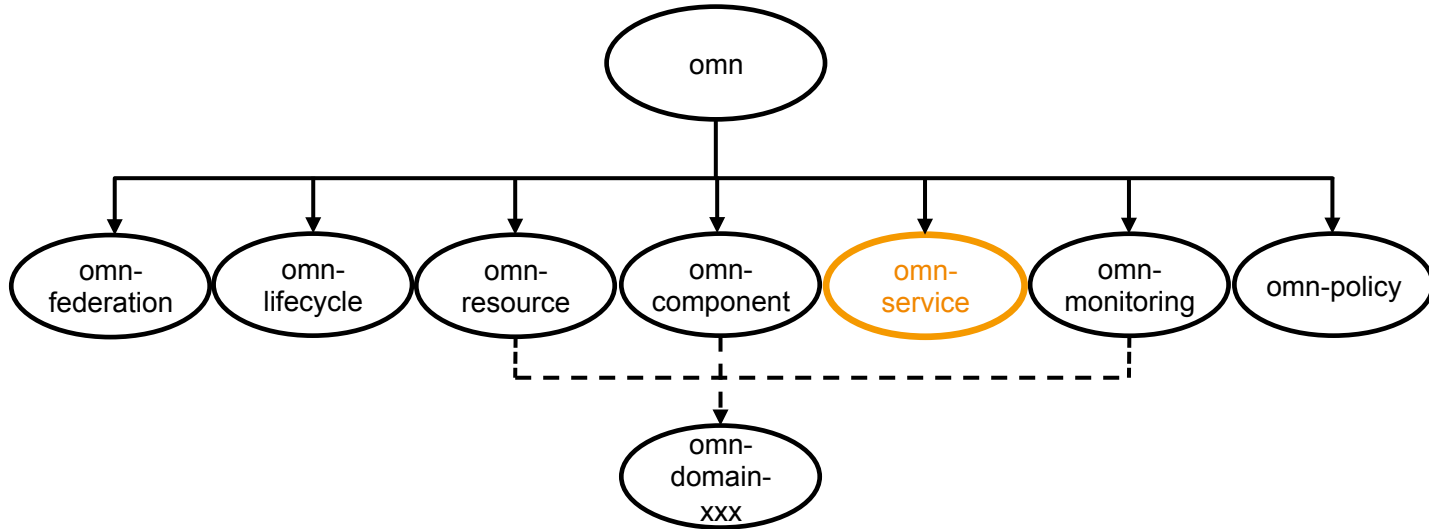 omn
omn-
federation
omn-
lifecycle
omn-
resource
omn-
component
omn-
service
omn-
monitoring
omn-policy
omn-
domain-
xxx